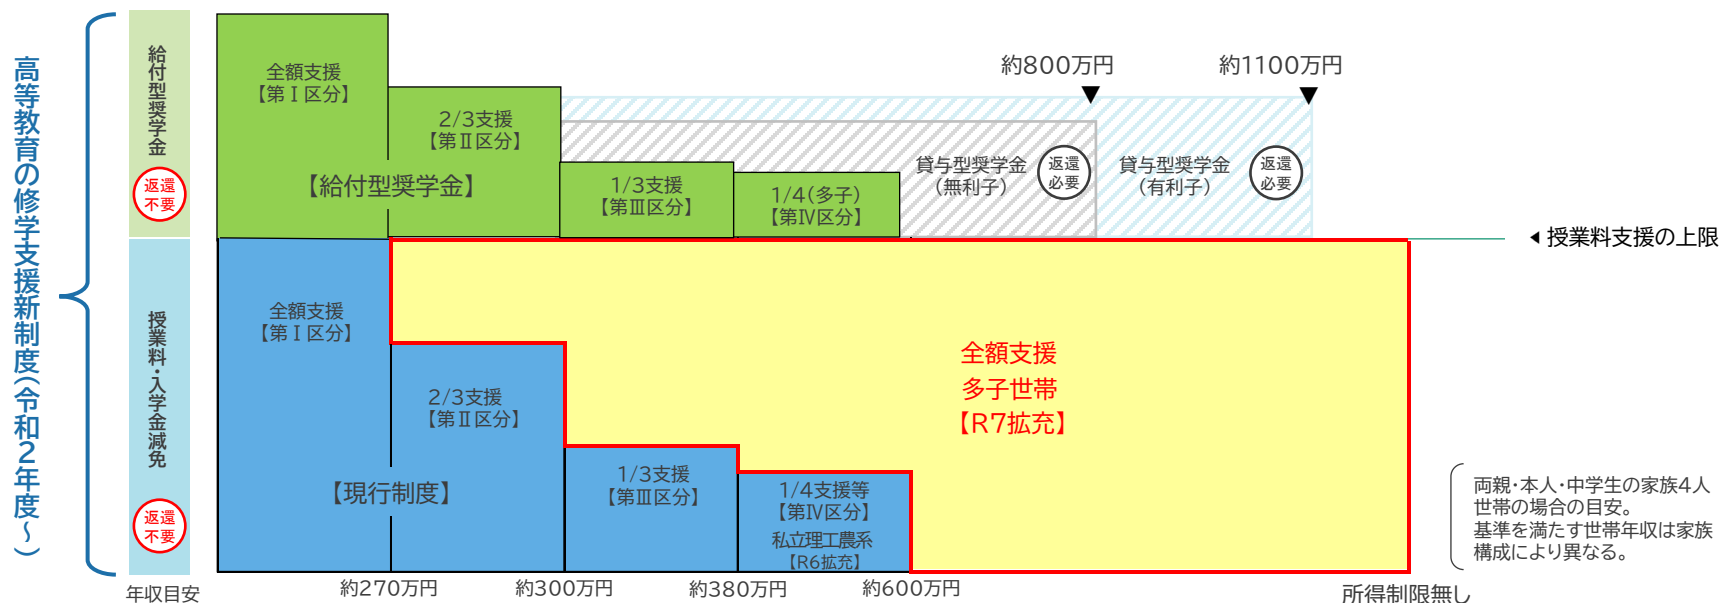 高等教育の修学支援新制度(令和2年度~)
給付型奨学金
返還
不要
授業料・入学金減免
返還
不要
全額支援
【第Ⅰ区分】
2/3支援
【第Ⅱ区分】
【給付型奨学金】
1/3支援
【第Ⅲ区分】
1/4(多子)
【第Ⅳ区分】
約800万円
約1100万円
貸与型奨学金
(無利子)
返還
必要
貸与型奨学金
(有利子)
返還
必要
◀授業料支援の上限
全額支援
【第Ⅰ区分】
2/3支援
【第Ⅱ区分】
【現行制度】
1/3支援
【第Ⅲ区分】
1/4支援等
【第Ⅳ区分】
私立理工農系
【R6拡充】
全額支援
多子世帯
【R7拡充】
両親・本人・中学生の家族4人
世帯の場合の目安。
基準を満たす世帯年収は家族
構成により異なる。
年収目安
約270万円
約300万円
約380万円
約600万円
所得制限無し